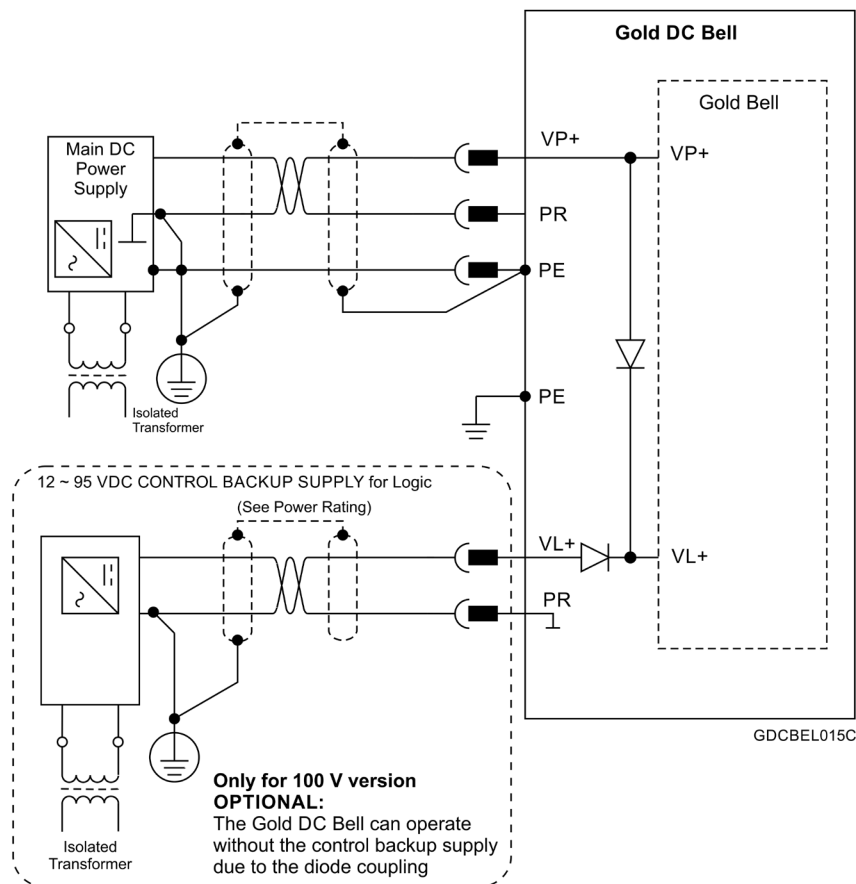 Gold DC Bell
Gold Bell
Main DC
Power
Supply
VP+
VP+
PR
PE
PE
Isolated
Transformer
12 ~ 95 VDC CONTROL BACKUP SUPPLY for Logic
(See Power Rating)
VL+
VL+
PR
GDCBEL015C
Only for 100 V version
OPTIONAL:
The Gold DC Bell can operate
without the control backup supply
due to the diode coupling
Isolated
Transformer